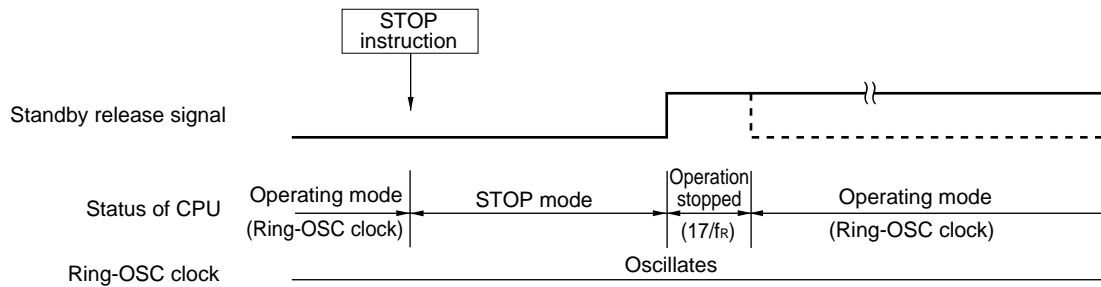 STOP
instruction
Standby release signal
Status of CPU
Operating mode
(Ring-OSC clock)
STOP mode
Operation
stopped
(17/fR)
Operating mode
(Ring-OSC clock)
Ring-OSC clock
Oscillates